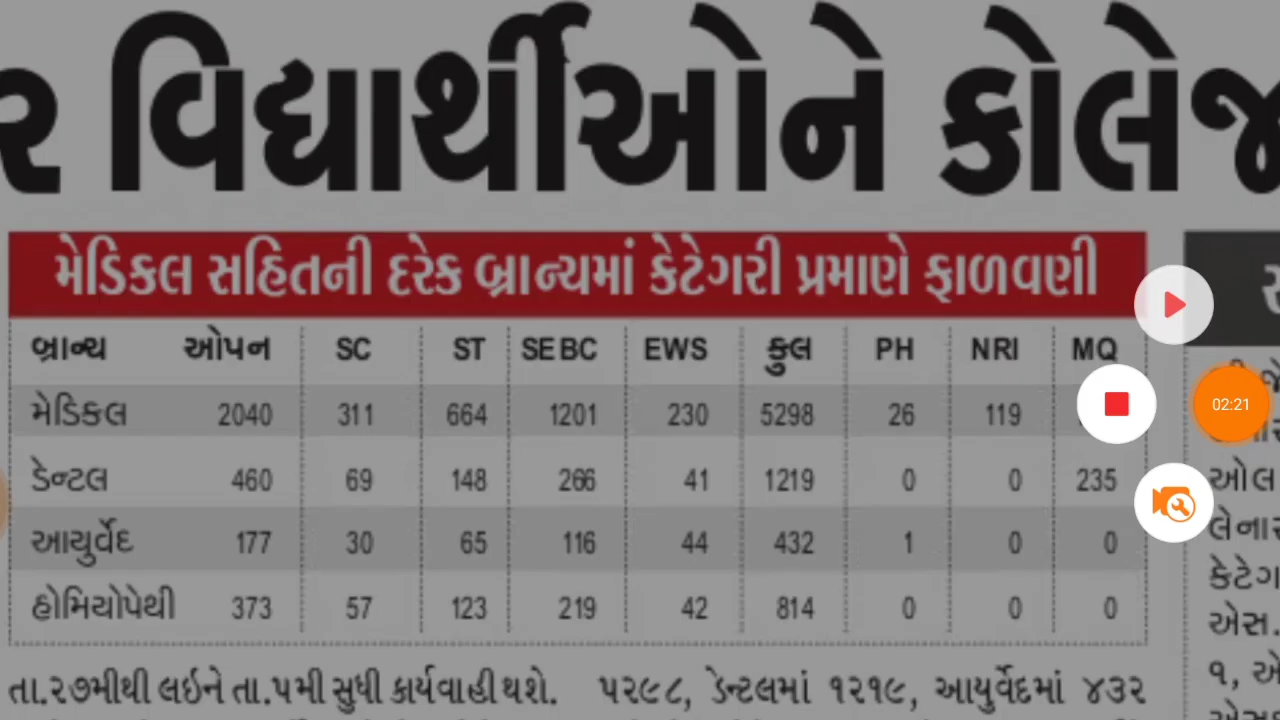 ર વિદ્યાર્થીઓને કોલેજ
મેડિકલ સહિતની દરેક બ્રાન્ચમાં કેટેગરી પ્રમાણે ફાળવણી
બ્રાન્ચ ઓપન SC ST SEBC EWS કુલ PH NRI MQ
મેડિકલ 2040 311 664 1201 230 5298 26 119
ડેન્ટલ 460 69 148 266 41 1219 0 0 235
આયુર્વેદ 177 30 65 116 44 432 1 0 0
હોમિયોપેથી 373 57 123 219 42 814 0 0 0
તા.૨૭મીથી લઇને તા.૫મી સુધી કાર્યવાહી થશે.
૫૨૯૮, ડેન્ટલમાં ૧૨૧૯, આયુર્વેદમાં ૪૩૨
02:21
ઓલ
લેનાર
કેટેગ
એસ.
૧, એ